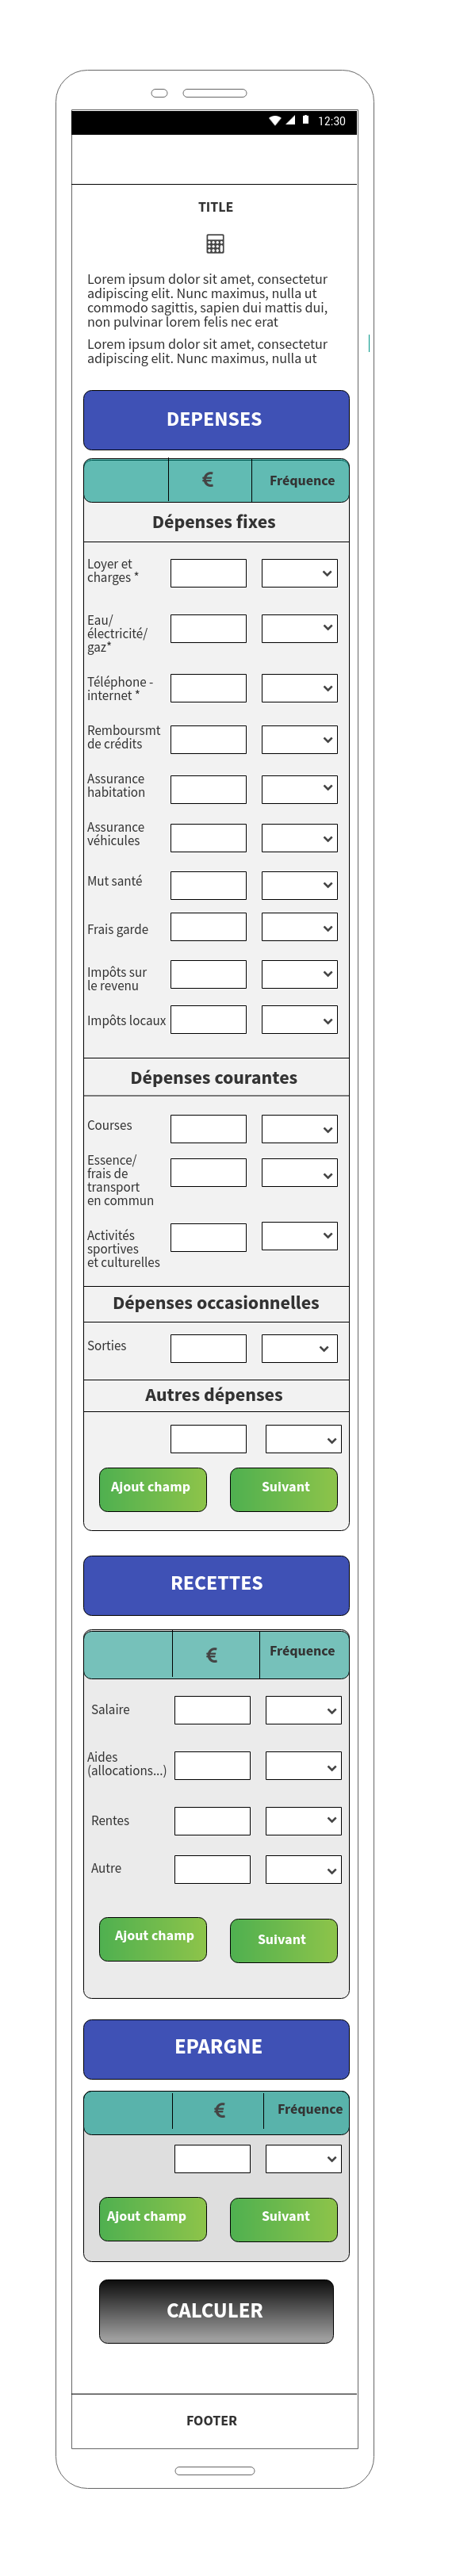 12:30
TITLE
Lorem ipsum dolor sit amet, consectetur
adipiscing elit. Nunc maximus, nulla ut
commodo sagittis, sapien dui mattis dui,
non pulvinar lorem felis nec erat
Lorem ipsum dolor sit amet, consectetur
adipiscing elit. Nunc maximus, nulla ut
DEPENSES
€ Fréquence
Dépenses fixes
Loyer et
charges *
Eau/
électricité/
gaz*
Téléphone -
internet *
Remboursmt
de crédits
Assurance
habitation
Assurance
véhicules
Mut santé
Frais garde
Impôts sur
le revenu
Impôts locaux
Dépenses courantes
Courses
Essence/
frais de
transport
en commun
Activités
sportives
et culturelles
Dépenses occasionnelles
Sorties
Autres dépenses
Ajout champ Suivant
RECETTES
€ Fréquence
Salaire
Aides
(allocations...)
Rentes
Autre
Ajout champ Suivant
EPARGNE
€ Fréquence
Ajout champ Suivant
CALCULER
FOOTER